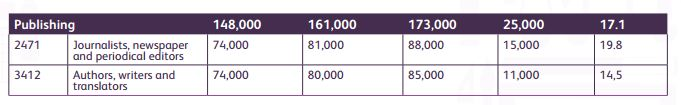 Publishing 148,000 161,000 173,000 25,000 17.1
2471 Journalists, newspaper and periodical editors 74,000 81,000 88,000 15,000 19.8
3412 Authors, writers and translators 74,000 80,000 85,000 11,000 14,5